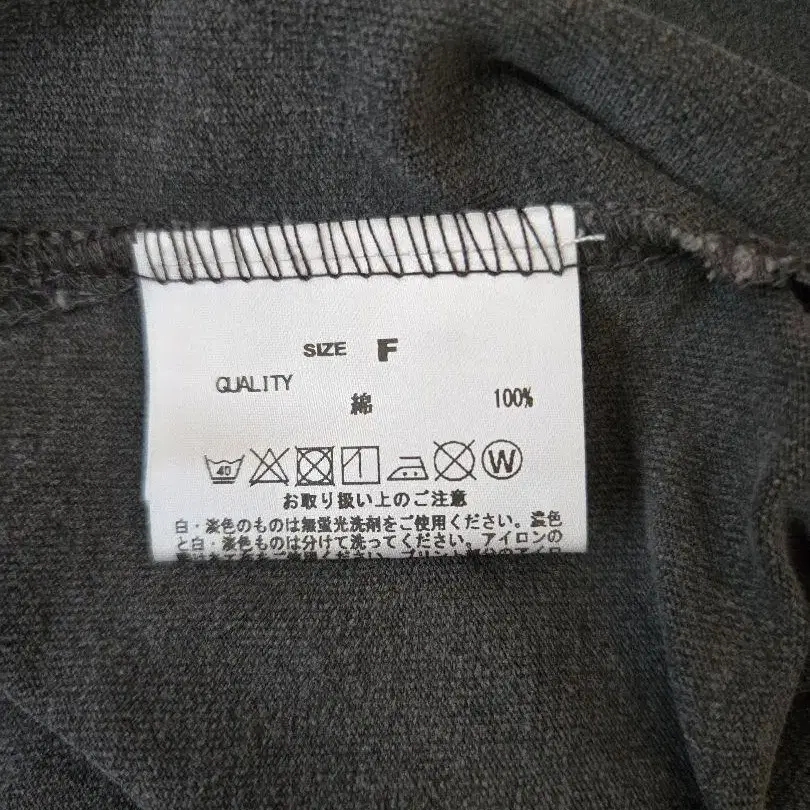 SIZE F
QUALITY
綿 100%
40 W
お取り扱い上のご注意
白・淡色のものは無蛍光洗剤をご使用ください。濃色
と白・淡色のものは分けて洗ってください。アイロンの